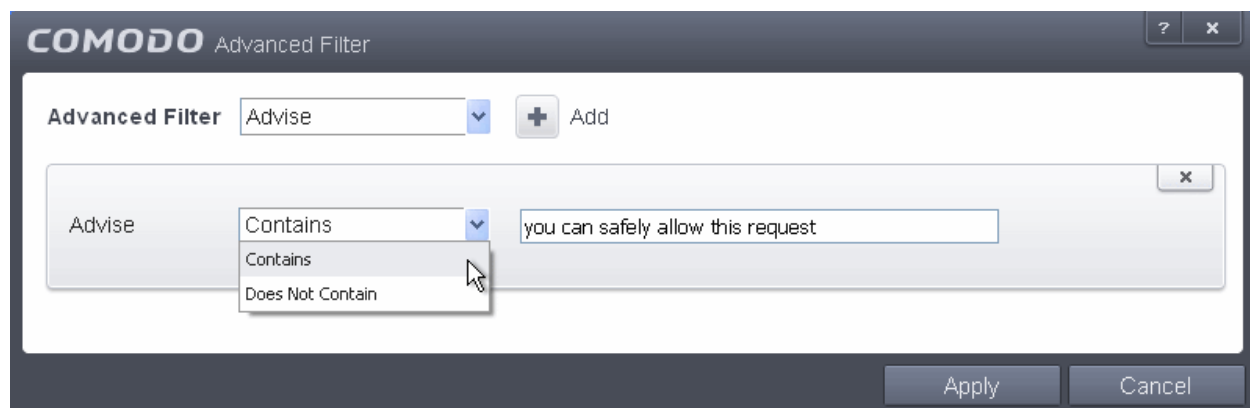 COMODO Advanced Filter ? x
Advanced Filter Advise + Add
x
Advise Contains you can safely allow this request
Contains
Does Not Contain
Apply Cancel